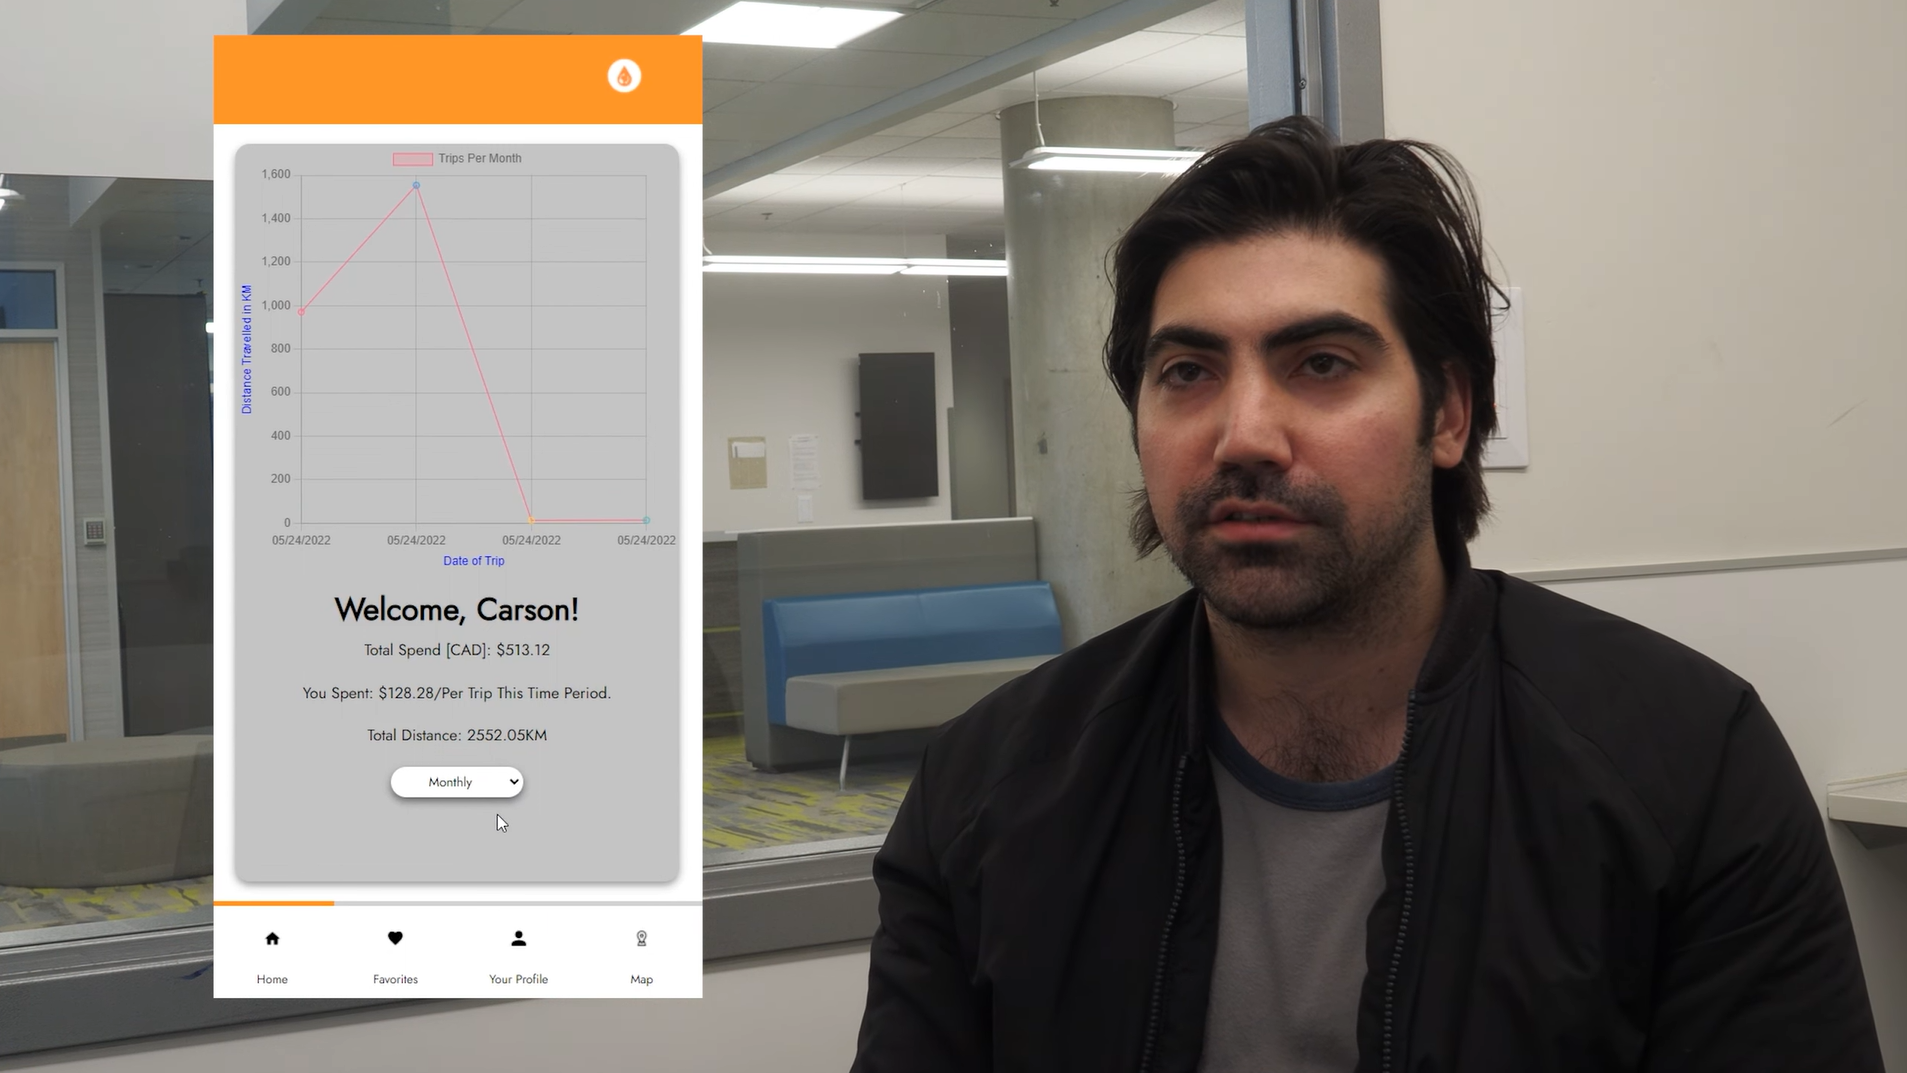 Trips Per Month
1,600
1,400
1,200
1,000
800
600
400
200
0
Distance Travelled in KM
05/24/2022 05/24/2022 05/24/2022 05/24/2022
Date of Trip
Welcome, Carson!
Total Spend [CAD]: $513.12
You Spent: $128.28/Per Trip This Time Period.
Total Distance: 2552.05KM
Monthly
Home Favorites Your Profile Map